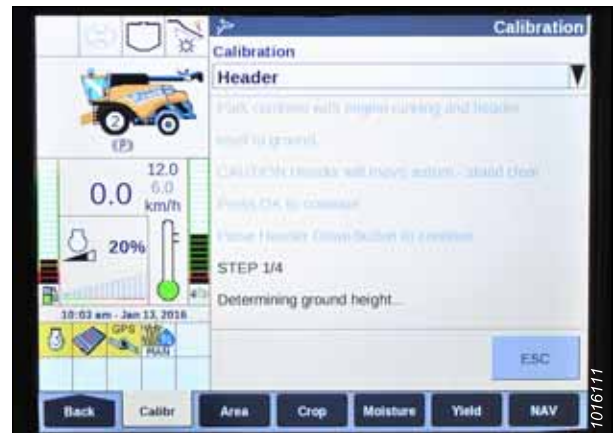 Calibration
Calibration
Header
Park combine with engine running and header
level to ground.
CAUTION Header will move autom - stand clear
Press OK to continue
Press Header Down Button to continue
STEP 1/4
Determining ground height...
ESC
2
(P)
12.0
0.0
6.0
km/h
20%
10:03 am - Jan 13, 2016
GPS
MAN
Back
Calibr
Area
Crop
Moisture
Yield
NAV
1016111